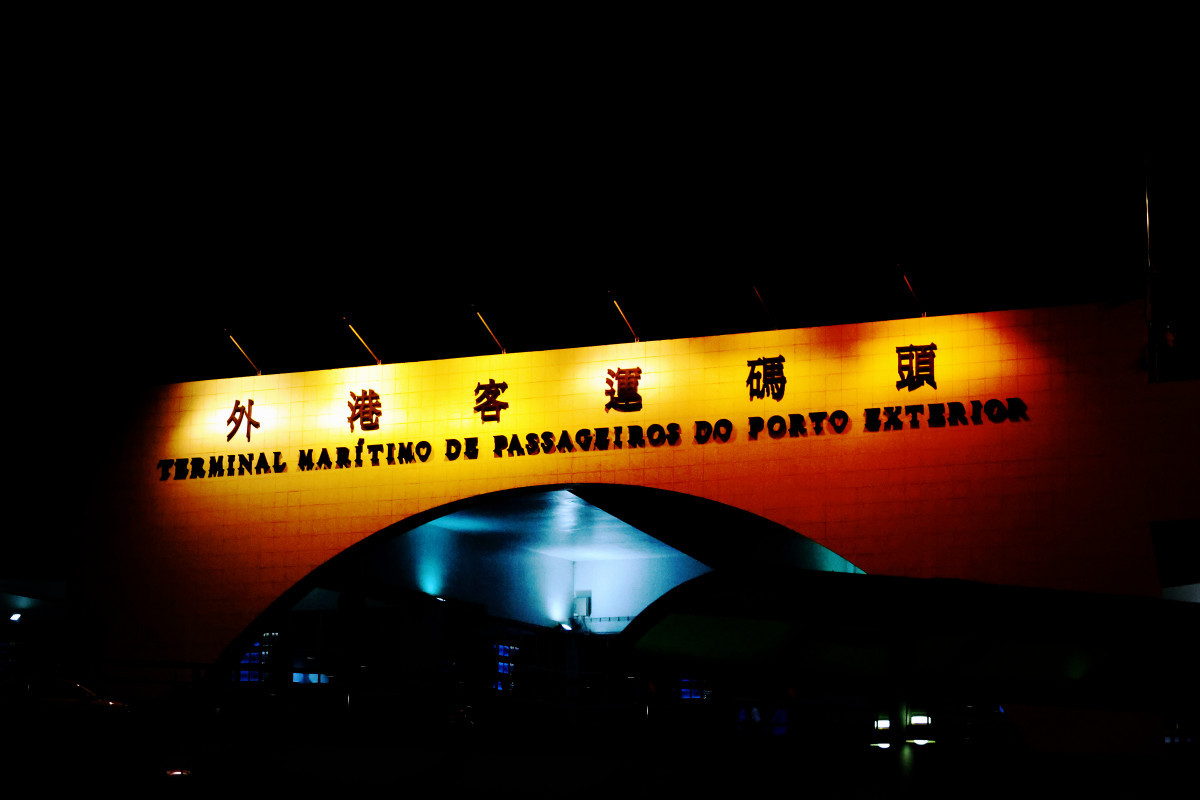 外港客運碼頭
TERMINAL MARÍTIMO DE PASSAGEIROS DO PORTO EXTERIOR